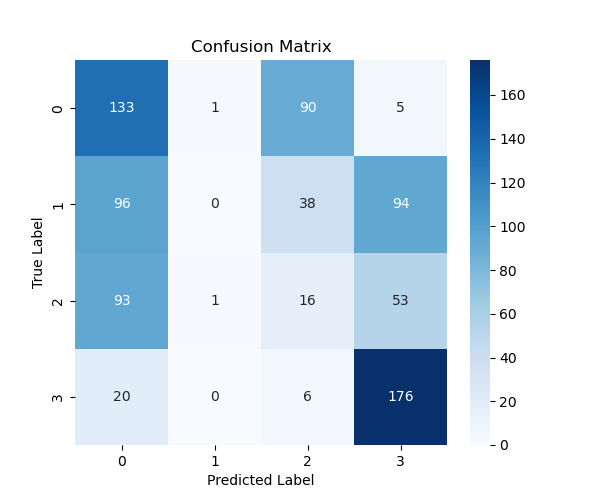 Confusion Matrix
True Label
0 133 1 90 5
1 96 0 38 94
2 93 1 16 53
3 20 0 6 176
0 1 2 3
Predicted Label
160
140
120
100
80
60
40
20
0